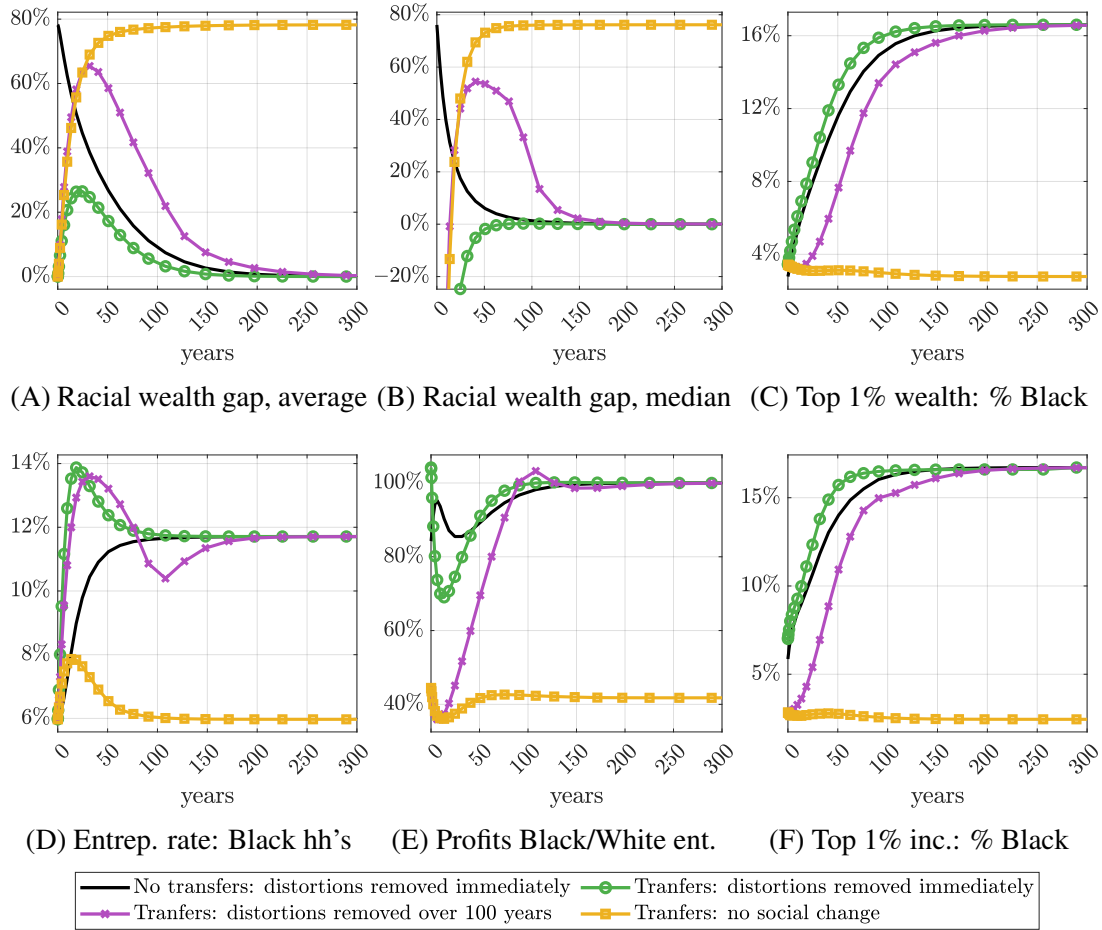 80%
60%
40%
20%
0%
0 50 100 150 200 250 300
years
(A) Racial wealth gap, average
80%
60%
40%
20%
0%
−20%
0 50 100 150 200 250 300
years
(B) Racial wealth gap, median
16%
12%
8%
4%
0 50 100 150 200 250 300
years
(C) Top 1% wealth: % Black
14%
12%
10%
8%
6%
0 50 100 150 200 250 300
years
(D) Entrep. rate: Black hh's
100%
80%
60%
40%
0 50 100 150 200 250 300
years
(E) Profits Black/White ent.
15%
10%
5%
0 50 100 150 200 250 300
years
(F) Top 1% inc.: % Black
No transfers: distortions removed immediately
Tranfers: distortions removed immediately
Tranfers: distortions removed over 100 years
Tranfers: no social change